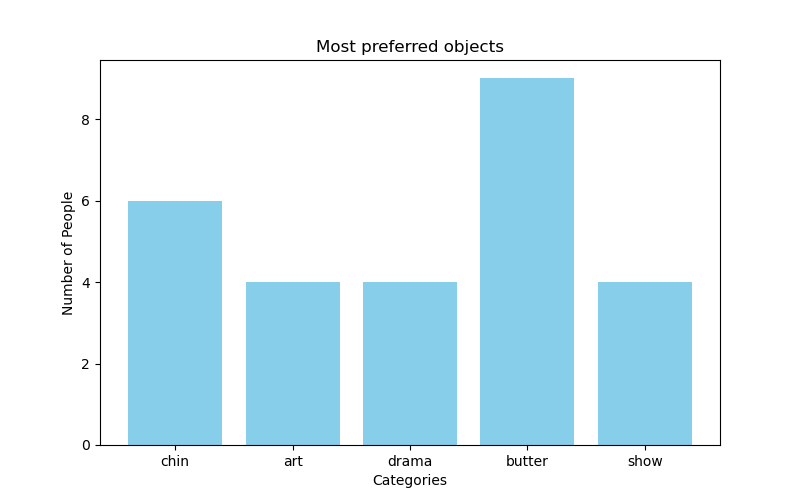 Most preferred objects
Number of People
8
6
4
2
0
chin art drama butter show
Categories